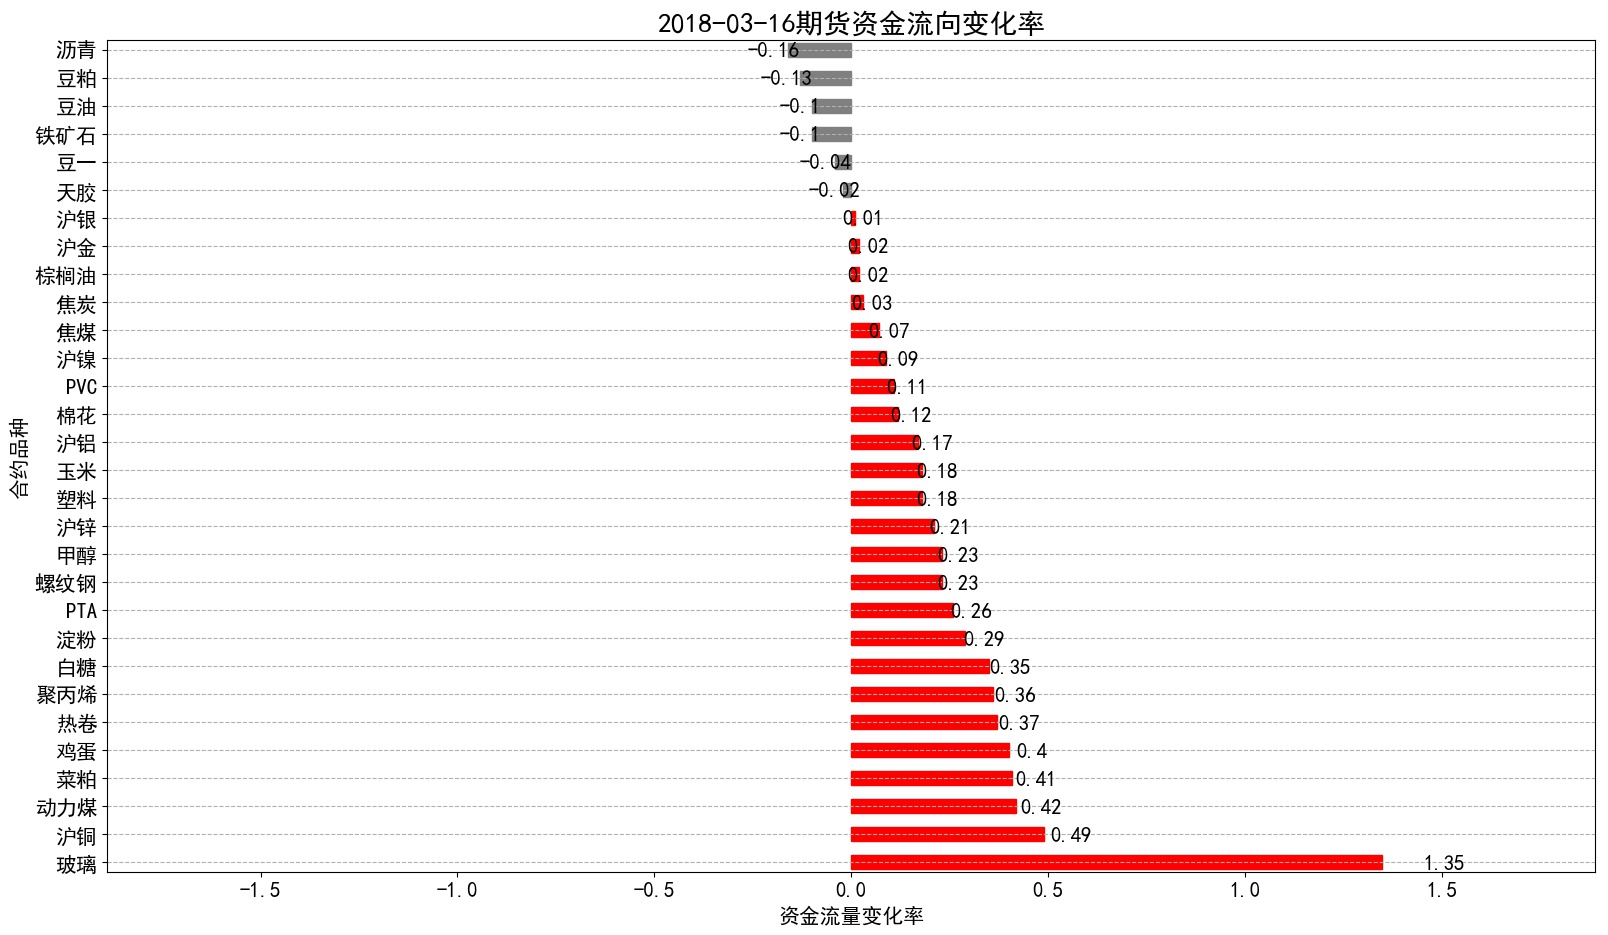 2018-03-16期货资金流向变化率
合约品种
沥青 -0.16
豆粕 -0.13
豆油 -0.1
铁矿石 -0.1
豆一 -0.04
天胶 -0.02
沪银 0.01
沪金 0.02
棕榈油 0.02
焦炭 0.03
焦煤 0.07
沪镍 0.09
PVC 0.11
棉花 0.12
沪铝 0.17
玉米 0.18
塑料 0.18
沪锌 0.21
甲醇 0.23
螺纹钢 0.23
PTA 0.26
淀粉 0.29
白糖 0.35
聚丙烯 0.36
热卷 0.37
鸡蛋 0.4
菜粕 0.41
动力煤 0.42
沪铜 0.49
玻璃 1.35
-1.5 -1.0 -0.5 0.0 0.5 1.0 1.5
资金流量变化率